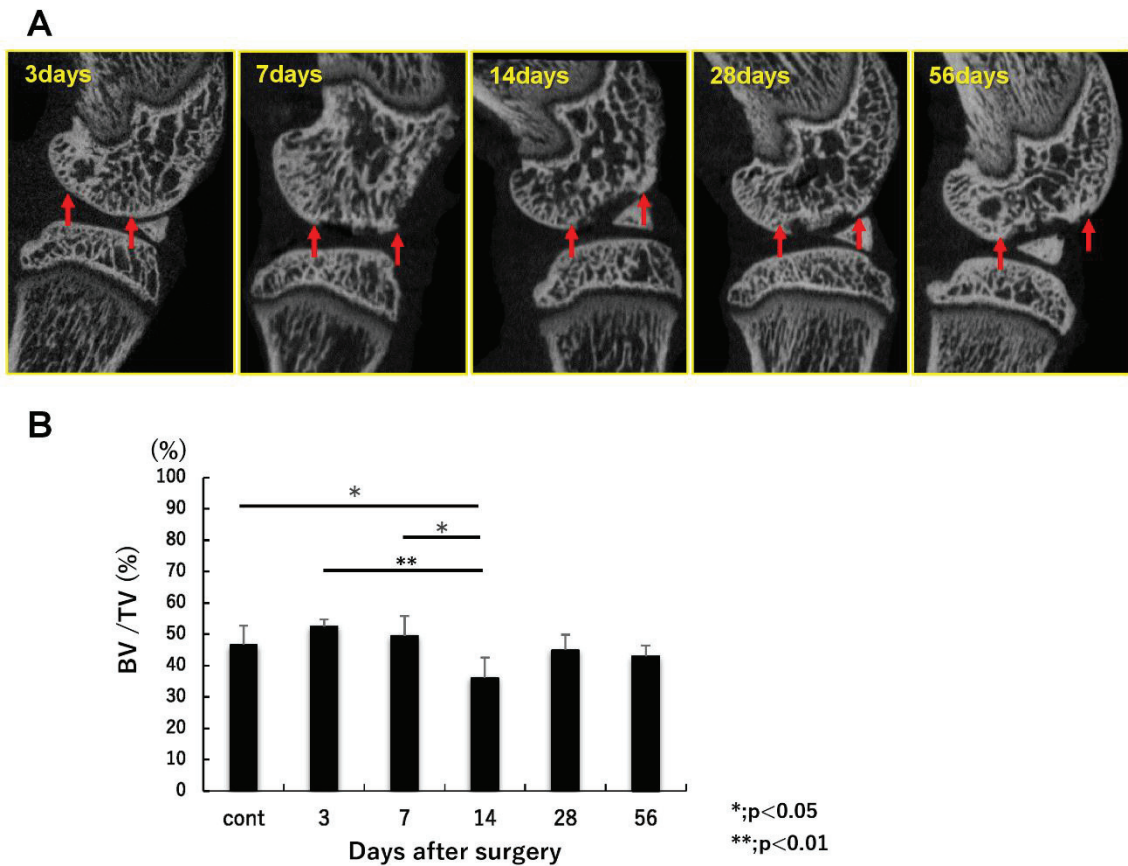 A
3days
7days
14days
28days
56days
B
(%)
100
90
80
70
60
50
40
30
20
10
0
BV /TV (%)
*
*
**
cont 3 7 14 28 56
Days after surgery
*;p<0.05
**;p<0.01